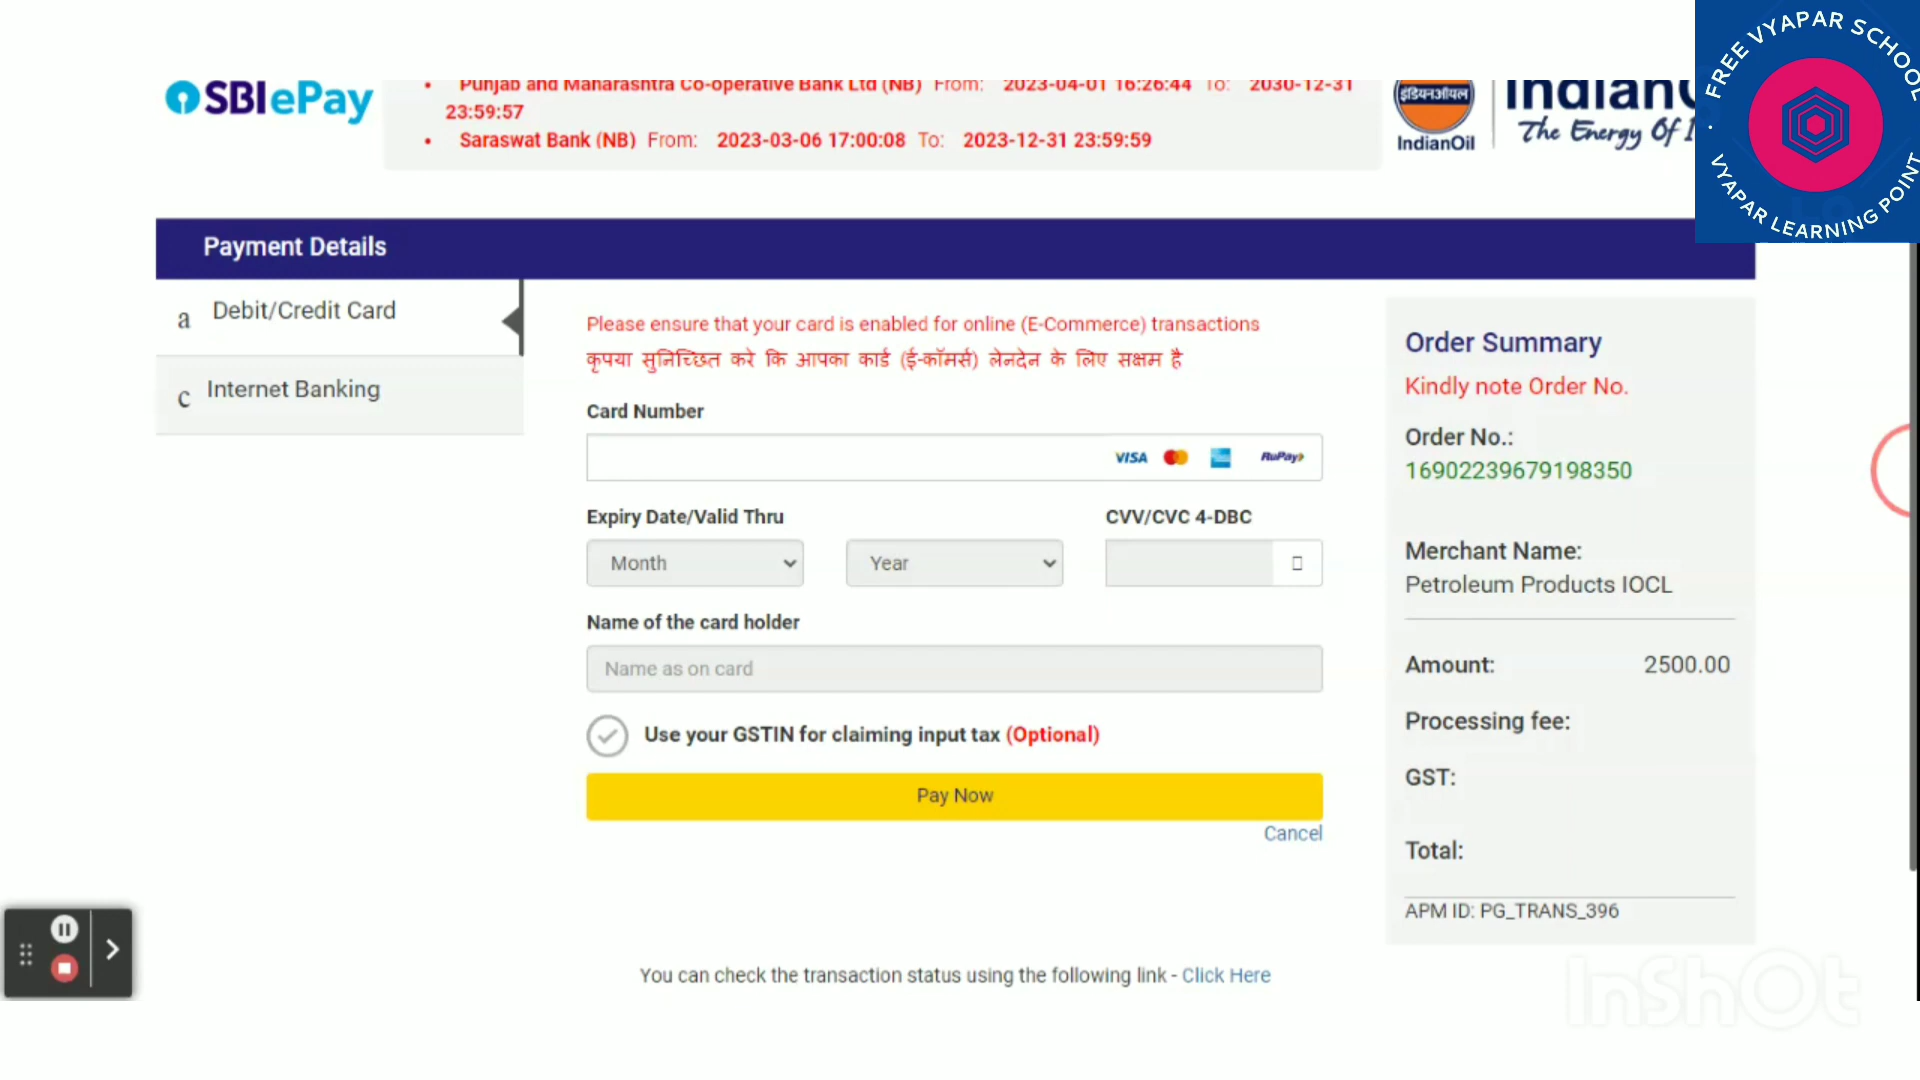 SBI ePay
• Punjab and Maharashtra Co-operative Bank Ltd (NB) From: 2023-04-01 16:26:44 To: 2030-12-31
23:59:57
• Saraswat Bank (NB) From: 2023-03-06 17:00:08 To: 2023-12-31 23:59:59
इंडियनऑयल
IndianOil
The Energy Of
FREE VYAPAR SCHOOL
VYAPAR LEARNING POINT
Payment Details
a Debit/Credit Card
c Internet Banking
Please ensure that your card is enabled for online (E-Commerce) transactions
कृपया सुनिच्छित करे कि आपका कार्ड (ई-कॉमर्स) लेनदेन के लिए सक्षम है
Card Number
VISA RuPay
Expiry Date/Valid Thru
CVV/CVC 4-DBC
Month
Year
Name of the card holder
Name as on card
Use your GSTIN for claiming input tax (Optional)
Pay Now
Cancel
Order Summary
Kindly note Order No.
Order No.:
16902239679198350
Merchant Name:
Petroleum Products IOCL
Amount: 2500.00
Processing fee:
GST:
Total:
APM ID: PG_TRANS_396
You can check the transaction status using the following link - Click Here
InShOt